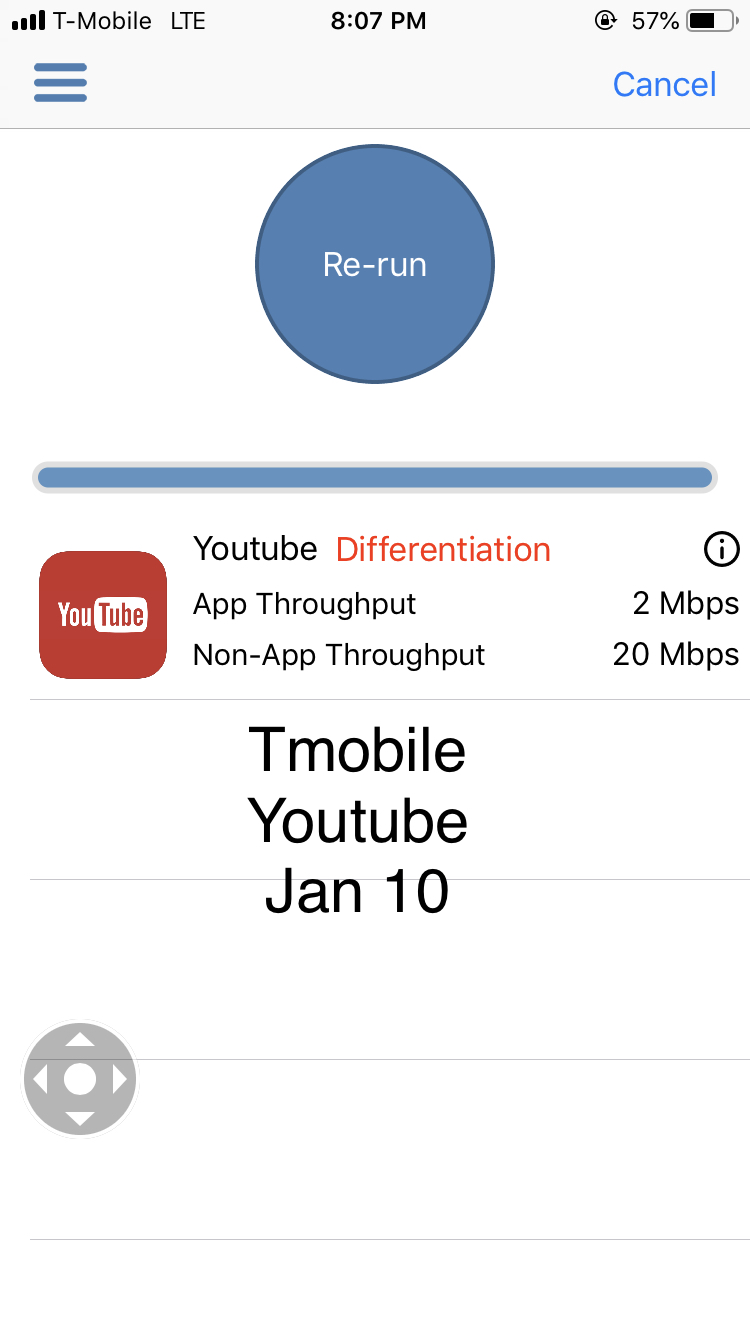 T-Mobile LTE 8:07 PM 57%
Cancel
Re-run
Youtube Differentiation
YouTube
App Throughput 2 Mbps
Non-App Throughput 20 Mbps
Tmobile
Youtube
Jan 10